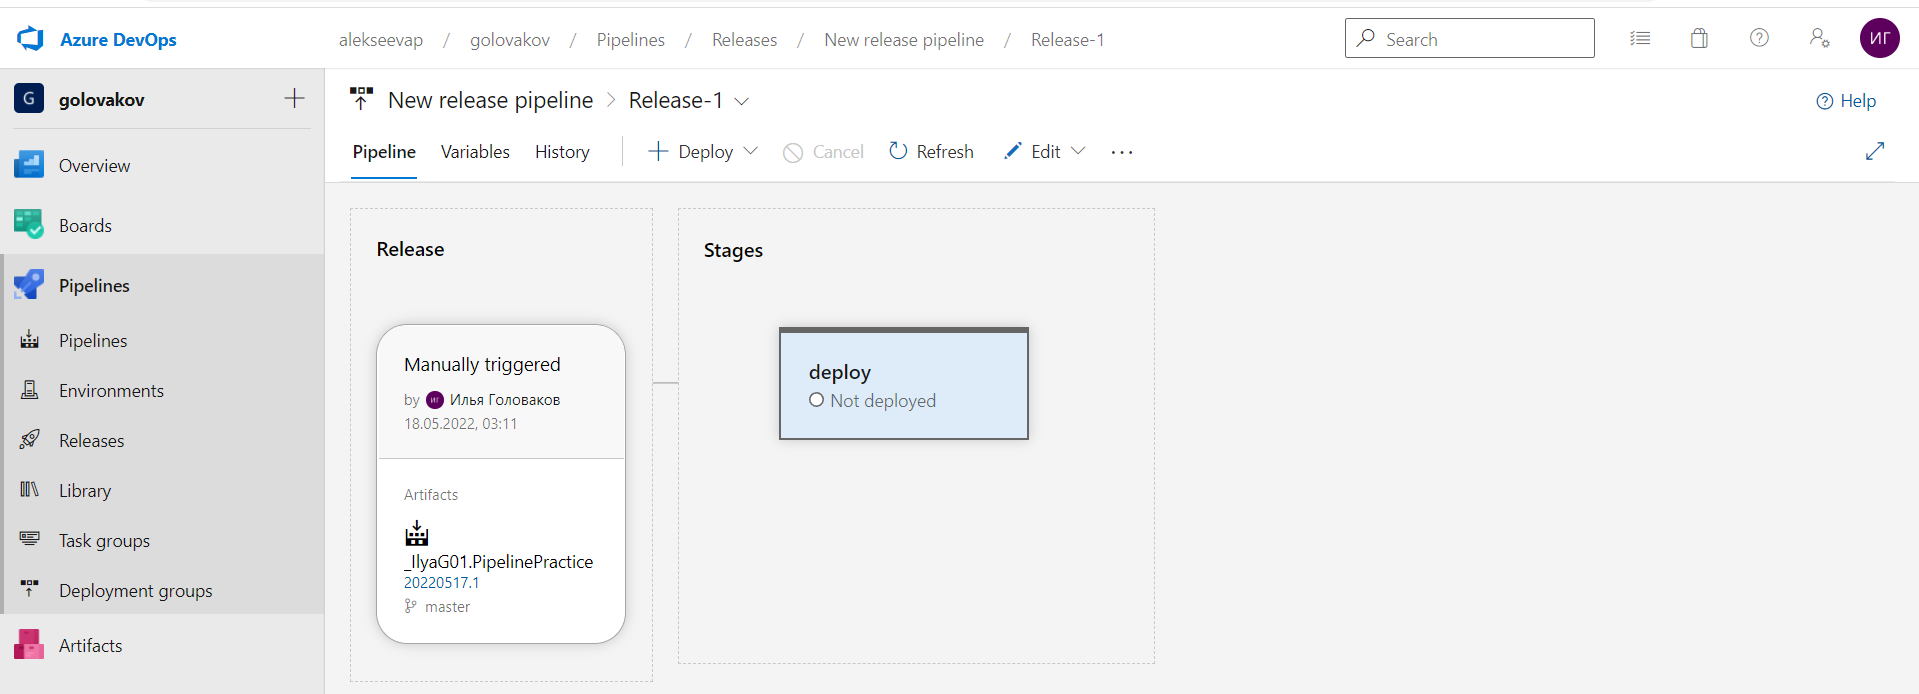 Azure DevOps
alekseevap / golovakov / Pipelines / Releases / New release pipeline / Release-1
Search
ИГ
G golovakov
Overview
Boards
Pipelines
Pipelines
Environments
Releases
Library
Task groups
Deployment groups
Artifacts
New release pipeline > Release-1
Help
Pipeline Variables History Deploy Cancel Refresh Edit ...
Release
Manually triggered
by ИГ Илья Головаков
18.05.2022, 03:11
Artifacts
_IlyaG01.PipelinePractice
20220517.1
master
Stages
deploy
Not deployed